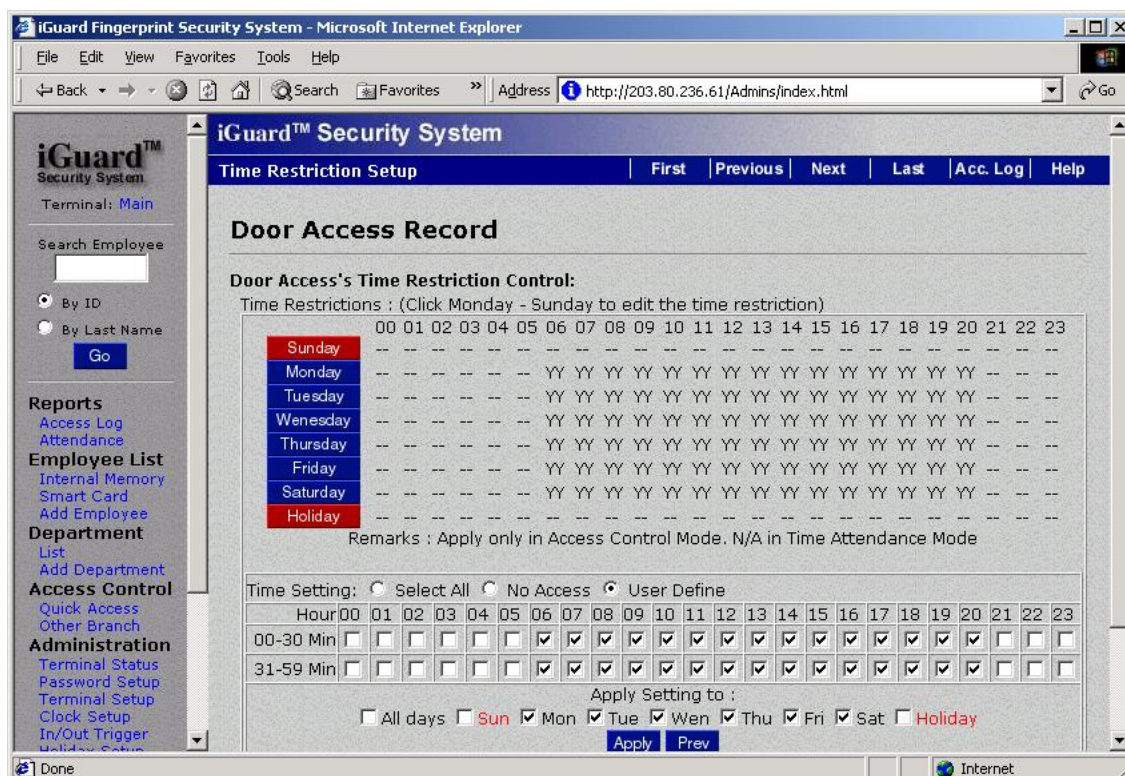 iGuard Fingerprint Security System - Microsoft Internet Explorer
File Edit View Favorites Tools Help
Back Search Favorites » Address http://203.80.236.61/Admins/index.html Go
iGuard™
Security System
Terminal: Main
Search Employee
By ID
By Last Name
Go
Reports
Access Log
Attendance
Employee List
Internal Memory
Smart Card
Add Employee
Department
List
Add Department
Access Control
Quick Access
Other Branch
Administration
Terminal Status
Password Setup
Terminal Setup
Clock Setup
In/Out Trigger
Holiday Setup
iGuard™ Security System
Time Restriction Setup First Previous Next Last Acc. Log Help
Door Access Record
Door Access's Time Restriction Control:
Time Restrictions : (Click Monday - Sunday to edit the time restriction)
00 01 02 03 04 05 06 07 08 09 10 11 12 13 14 15 16 17 18 19 20 21 22 23
Sunday -- -- -- -- -- -- -- -- -- -- -- -- -- -- -- -- -- -- -- -- -- -- -- --
Monday -- -- -- -- -- -- YY YY YY YY YY YY YY YY YY YY YY YY YY YY YY -- -- --
Tuesday -- -- -- -- -- -- YY YY YY YY YY YY YY YY YY YY YY YY YY YY YY -- -- --
Wenesday -- -- -- -- -- -- YY YY YY YY YY YY YY YY YY YY YY YY YY YY YY -- -- --
Thursday -- -- -- -- -- -- YY YY YY YY YY YY YY YY YY YY YY YY YY YY YY -- -- --
Friday -- -- -- -- -- -- YY YY YY YY YY YY YY YY YY YY YY YY YY YY YY -- -- --
Saturday -- -- -- -- -- -- YY YY YY YY YY YY YY YY YY YY YY YY YY YY YY -- -- --
Holiday -- -- -- -- -- -- -- -- -- -- -- -- -- -- -- -- -- -- -- -- -- -- -- --
Remarks : Apply only in Access Control Mode. N/A in Time Attendance Mode
Time Setting: Select All No Access User Define
Hour 00 01 02 03 04 05 06 07 08 09 10 11 12 13 14 15 16 17 18 19 20 21 22 23
00-30 Min
31-59 Min
Apply Setting to :
All days Sun Mon Tue Wen Thu Fri Sat Holiday
Apply Prev
Done Internet